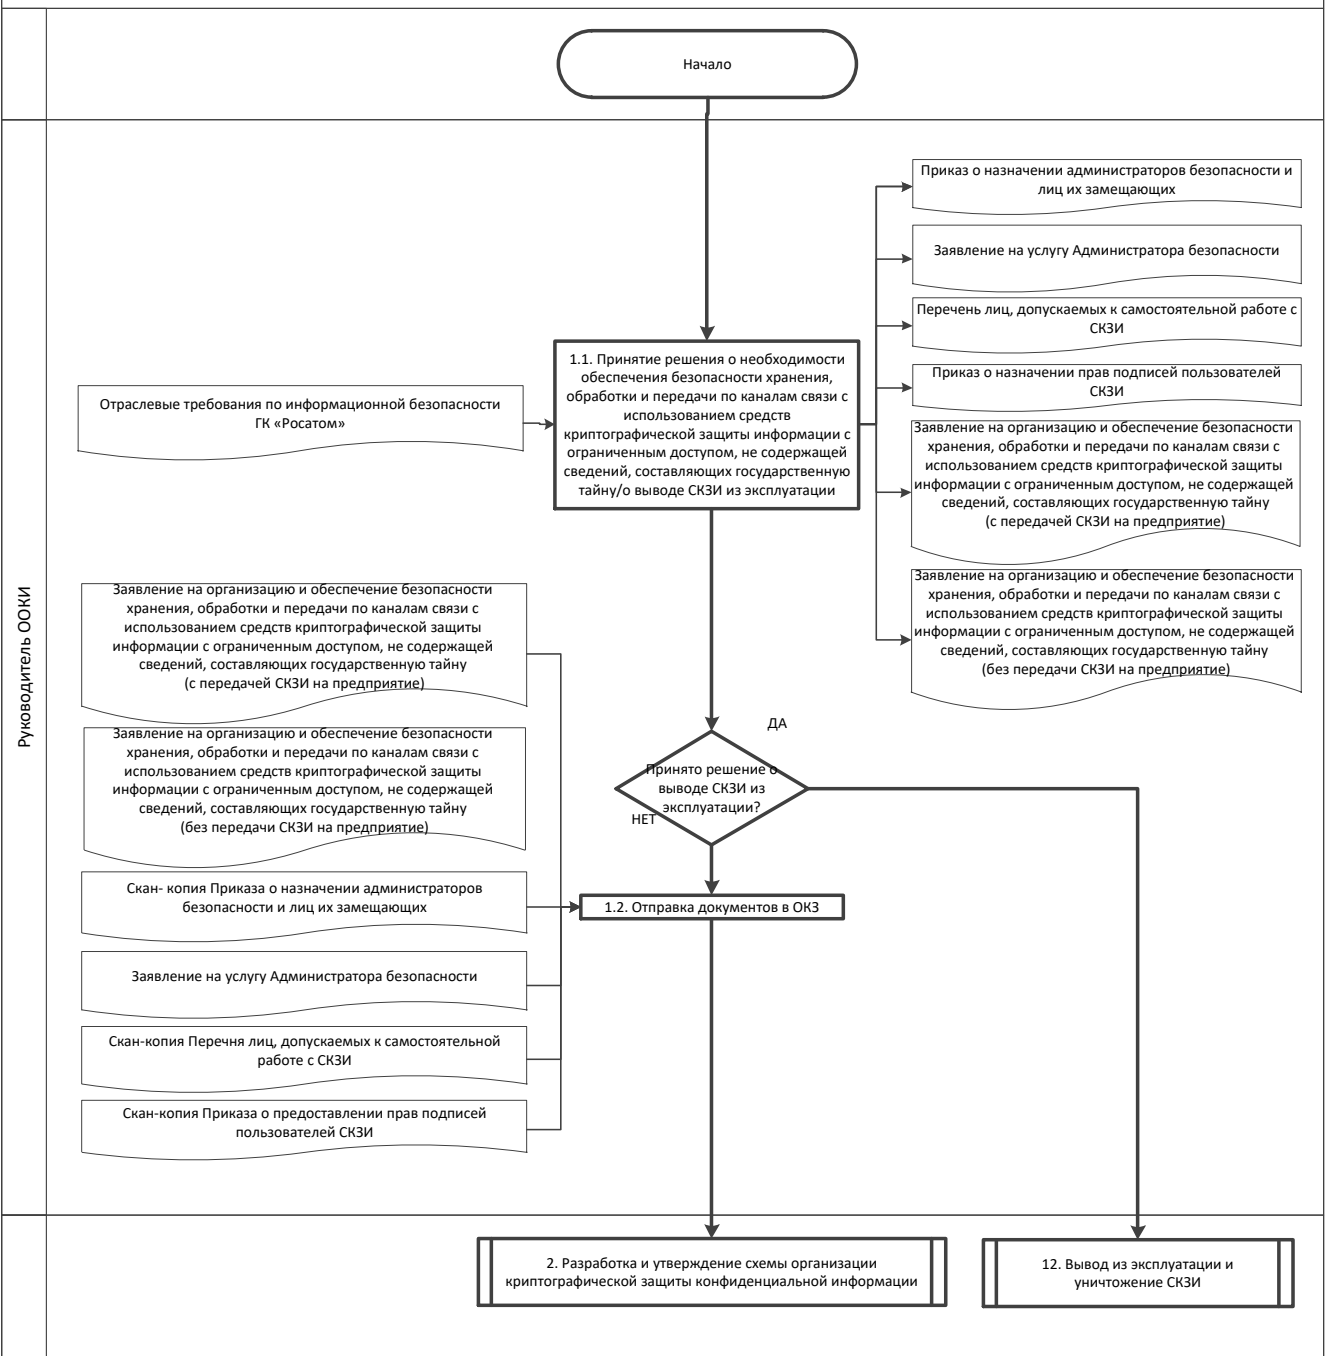 Начало
Руководитель ООКИ
Приказ о назначении администраторов безопасности и
лиц их замещающих
Заявление на услугу Администратора безопасности
Перечень лиц, допускаемых к самостоятельной работе с
СКЗИ
Приказ о назначении прав подписей пользователей
СКЗИ
Заявление на организацию и обеспечение безопасности
хранения, обработки и передачи по каналам связи с
использованием средств криптографической защиты
информации с ограниченным доступом, не содержащей
сведений, составляющих государственную тайну
(с передачей СКЗИ на предприятие)
Заявление на организацию и обеспечение безопасности
хранения, обработки и передачи по каналам связи с
использованием средств криптографической защиты
информации с ограниченным доступом, не содержащей
сведений, составляющих государственную тайну
(без передачи СКЗИ на предприятие)
1.1. Принятие решения о необходимости
обеспечения безопасности хранения,
обработки и передачи по каналам связи с
использованием средств
криптографической защиты информации с
ограниченным доступом, не содержащей
сведений, составляющих государственную
тайну/о выводе СКЗИ из эксплуатации
Отраслевые требования по информационной безопасности
ГК «Росатом»
Заявление на организацию и обеспечение безопасности
хранения, обработки и передачи по каналам связи с
использованием средств криптографической защиты
информации с ограниченным доступом, не содержащей
сведений, составляющих государственную тайну
(с передачей СКЗИ на предприятие)
Заявление на организацию и обеспечение безопасности
хранения, обработки и передачи по каналам связи с
использованием средств криптографической защиты
информации с ограниченным доступом, не содержащей
сведений, составляющих государственную тайну
(без передачи СКЗИ на предприятие)
Скан- копия Приказа о назначении администраторов
безопасности и лиц их замещающих
Заявление на услугу Администратора безопасности
Скан-копия Перечня лиц, допускаемых к самостоятельной
работе с СКЗИ
Скан-копия Приказа о предоставлении прав подписей
пользователей СКЗИ
ДА
Принято решение о
выводе СКЗИ из
эксплуатации?
НЕТ
1.2. Отправка документов в ОКЗ
2. Разработка и утверждение схемы организации
криптографической защиты конфиденциальной информации
12. Вывод из эксплуатации и
уничтожение СКЗИ